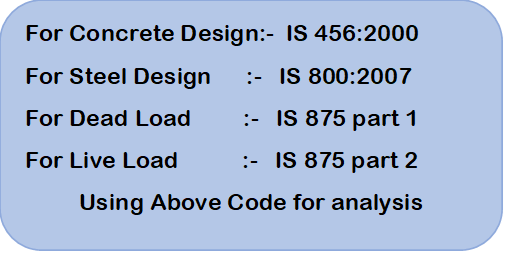 For Concrete Design:- IS 456:2000
For Steel Design :- IS 800:2007
For Dead Load :- IS 875 part 1
For Live Load :- IS 875 part 2
Using Above Code for analysis